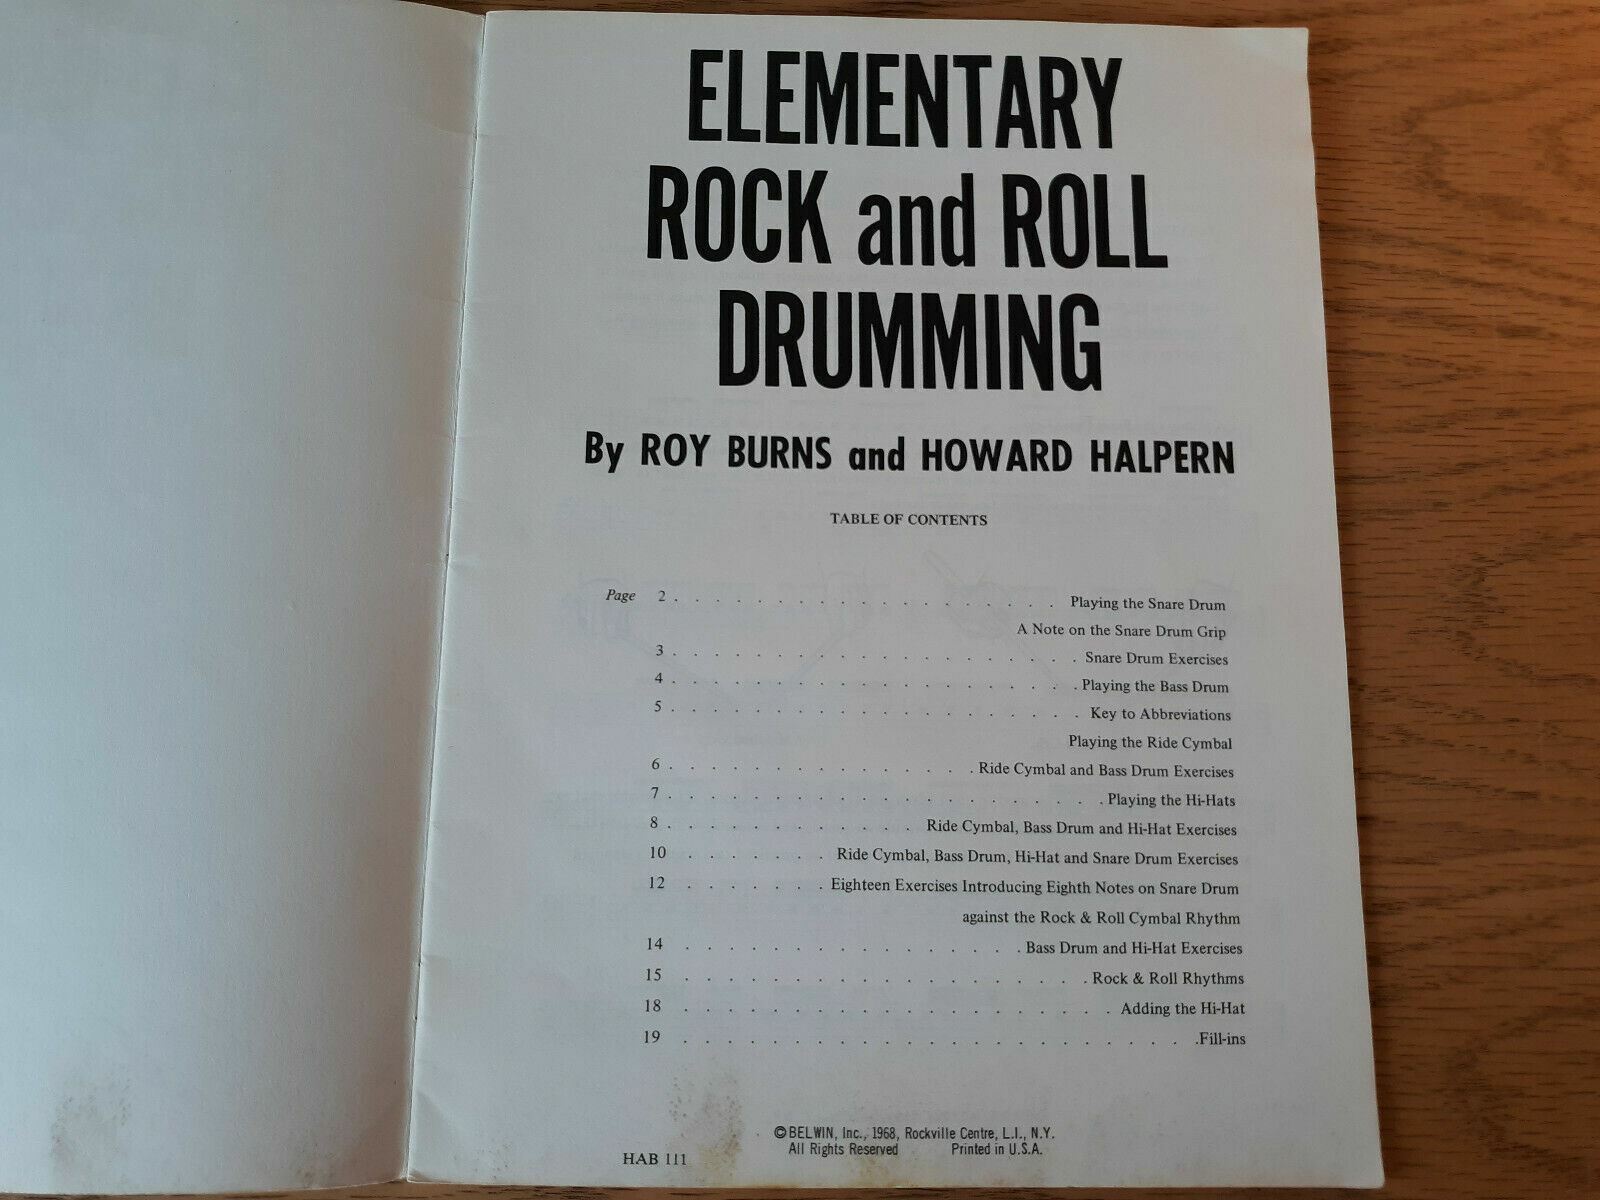 ELEMENTARY
ROCK and ROLL
DRUMMING
By ROY BURNS and HOWARD HALPERN
TABLE OF CONTENTS
Page 2 . . . . . . . . . . . . . . . . . . . Playing the Snare Drum
A Note on the Snare Drum Grip
3 . . . . . . . . . . . . . . . . . . . . Snare Drum Exercises
4 . . . . . . . . . . . . . . . . . . . . Playing the Bass Drum
5 . . . . . . . . . . . . . . . . . . . . Key to Abbreviations
Playing the Ride Cymbal
6 . . . . . . . . . . . . . . . Ride Cymbal and Bass Drum Exercises
7 . . . . . . . . . . . . . . . . . . . . . Playing the Hi-Hats
8 . . . . . . . . . . . . Ride Cymbal, Bass Drum and Hi-Hat Exercises
10 . . . . . . . Ride Cymbal, Bass Drum, Hi-Hat and Snare Drum Exercises
12 . . . . . . . Eighteen Exercises Introducing Eighth Notes on Snare Drum
against the Rock & Roll Cymbal Rhythm
14 . . . . . . . . . . . . . . . . Bass Drum and Hi-Hat Exercises
15 . . . . . . . . . . . . . . . . . . . Rock & Roll Rhythms
18 . . . . . . . . . . . . . . . . . . . . Adding the Hi-Hat
19 . . . . . . . . . . . . . . . . . . . . . . . . Fill-ins
© BELWIN, Inc., 1968, Rockville Centre, L.I., N.Y.
All Rights Reserved Printed in U.S.A.
HAB 111